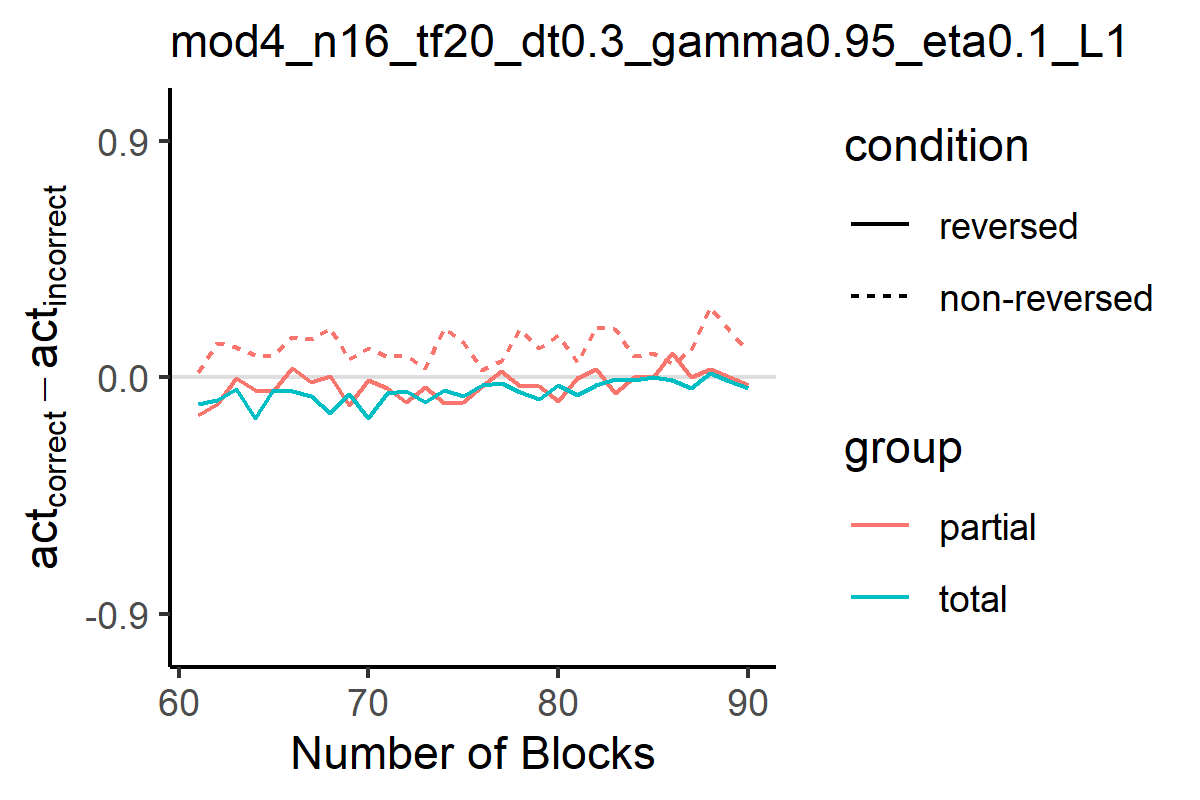 mod4_n16_tf20_dt0.3_gamma0.95_eta0.1_L1
act_correct − act_incorrect
0.9
0.0
-0.9
60 70 80 90
Number of Blocks
condition
reversed
non-reversed
group
partial
total